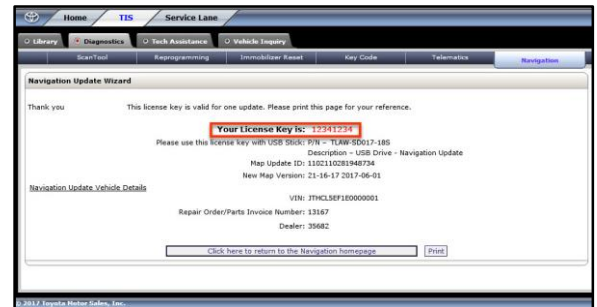 Home TIS Service Lane
Library Diagnostics Tech Assistance Vehicle Inquiry
ScanTool Reprogramming Immobilizer Reset Key Code Telematics Navigation
Navigation Update Wizard
Thank you This license key is valid for one update. Please print this page for your reference.
Your License Key is: 12341234
Please use this license key with USB Stick: P/N - TLAW-SD017-18S
Description - USB Drive - Navigation Update
Map Update ID: 1102110281948734
New Map Version: 21-16-17 2017-06-01
Navigation Update Vehicle Details
VIN: JTHCL5EF1E0000001
Repair Order/Parts Invoice Number: 13167
Dealer: 35682
Click here to return to the Navigation homepage Print
© 2017 Toyota Motor Sales, Inc.